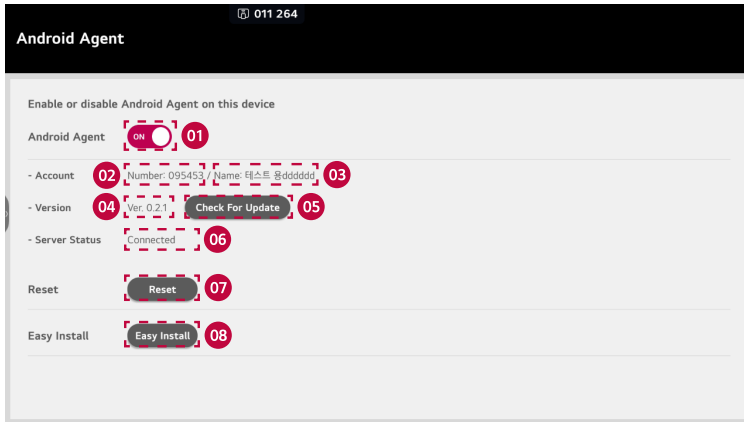 011 264
Android Agent
Enable or disable Android Agent on this device
Android Agent ON 01
- Account 02 Number: 095453 / Name: 테스트 용dddddd 03
- Version 04 Ver. 0.2.1 Check For Update 05
- Server Status Connected 06
Reset Reset 07
Easy Install Easy Install 08